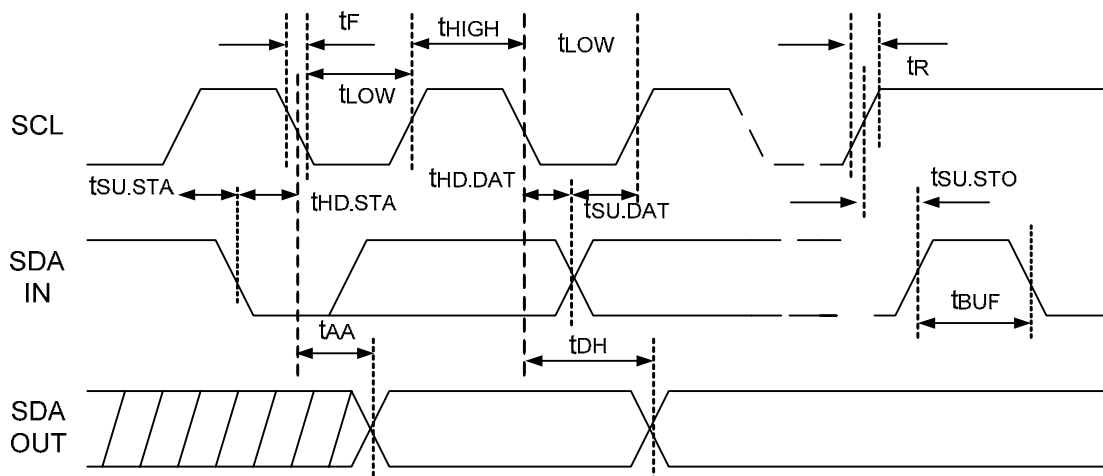 tF
tHIGH
tLOW
tR
tLOW
SCL
tSU.STA
tHD.STA
tHD.DAT
tSU.DAT
tSU.STO
SDA
IN
tBUF
tAA
tDH
SDA
OUT